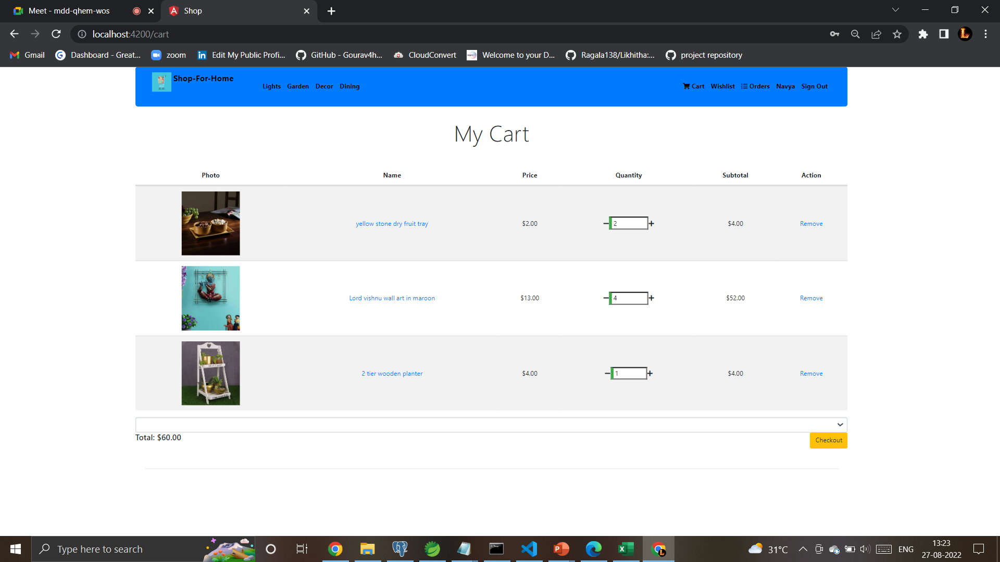 Meet - mdd-qhem-wos
Shop
localhost:4200/cart
Gmail
Dashboard - Great...
zoom
Edit My Public Profi...
GitHub - Gourav4h...
CloudConvert
Welcome to your D...
Ragala138/Likhitha:...
project repository
Shop-For-Home
Lights Garden Decor Dining
Cart Wishlist Orders Navya Sign Out
My Cart
Photo Name Price Quantity Subtotal Action
yellow stone dry fruit tray $2.00 − 2 + $4.00 Remove
Lord vishnu wall art in maroon $13.00 − 4 + $52.00 Remove
2 tier wooden planter $4.00 − 1 + $4.00 Remove
Total: $60.00
Checkout
Type here to search
31°C
ENG
13:23
27-08-2022